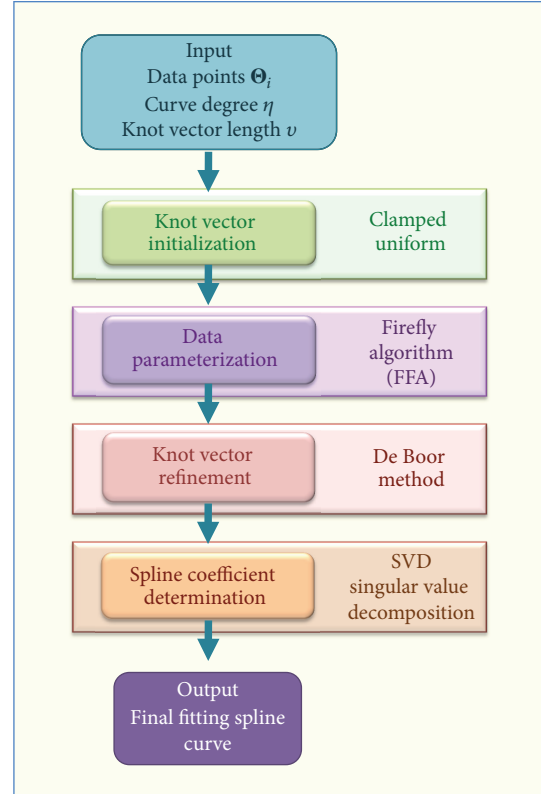 Input
Data points Θi
Curve degree η
Knot vector length υ
Knot vector
initialization
Clamped
uniform
Data
parameterization
Firefly
algorithm
(FFA)
Knot vector
refinement
De Boor
method
Spline coefficient
determination
SVD
singular value
decomposition
Output
Final fitting spline
curve